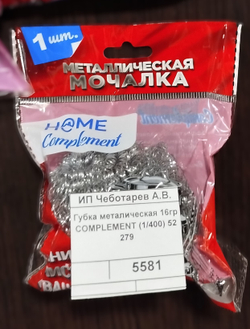 1 шт.
МЕТАЛЛИЧЕСКАЯ
МОЧАЛКА
HOME
Complement
ИП Чеботарев А.В.
Губка металическая 16гр
COMPLEMENT (1/400) 52
279
5581